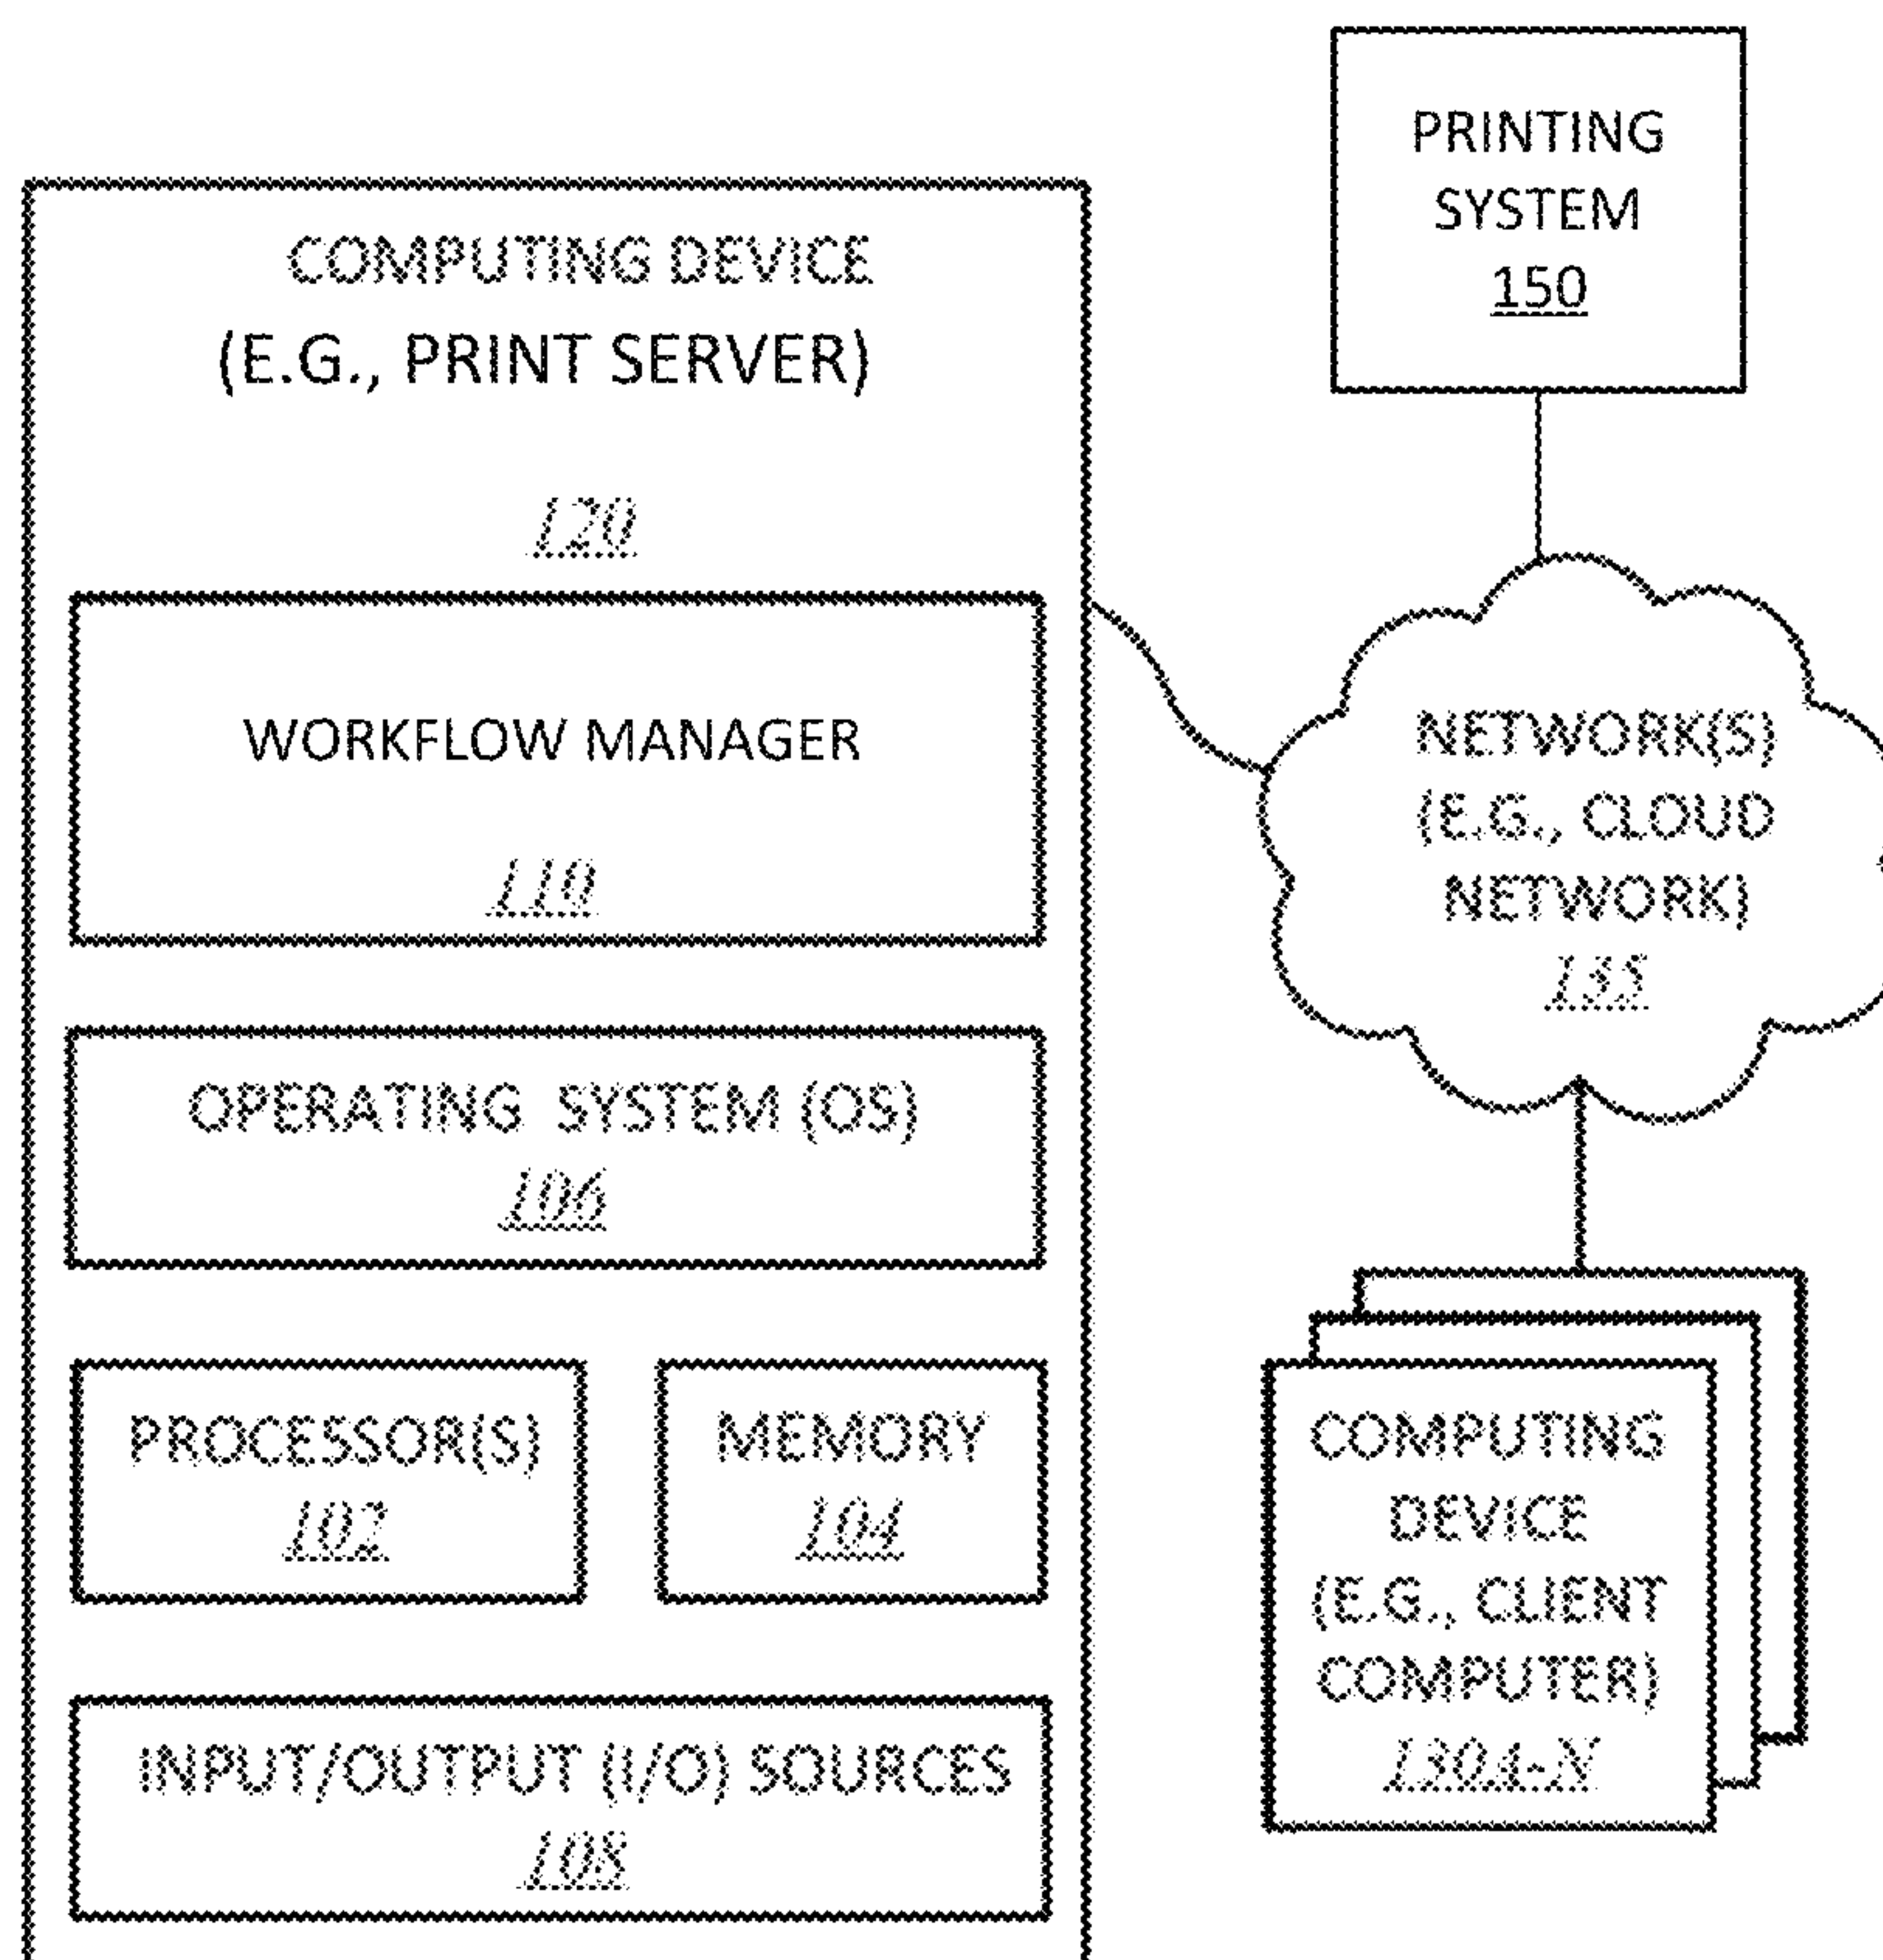 COMPUTING DEVICE
(E.G., PRINT SERVER)
120
WORKFLOW MANAGER
110
OPERATING SYSTEM (OS)
106
PROCESSOR(S)
102
MEMORY
104
INPUT/OUTPUT (I/O) SOURCES
108
PRINTING
SYSTEM
150
NETWORK(S)
(E.G., CLOUD
NETWORK)
135
COMPUTING
DEVICE
(E.G., CLIENT
COMPUTER)
130A-N